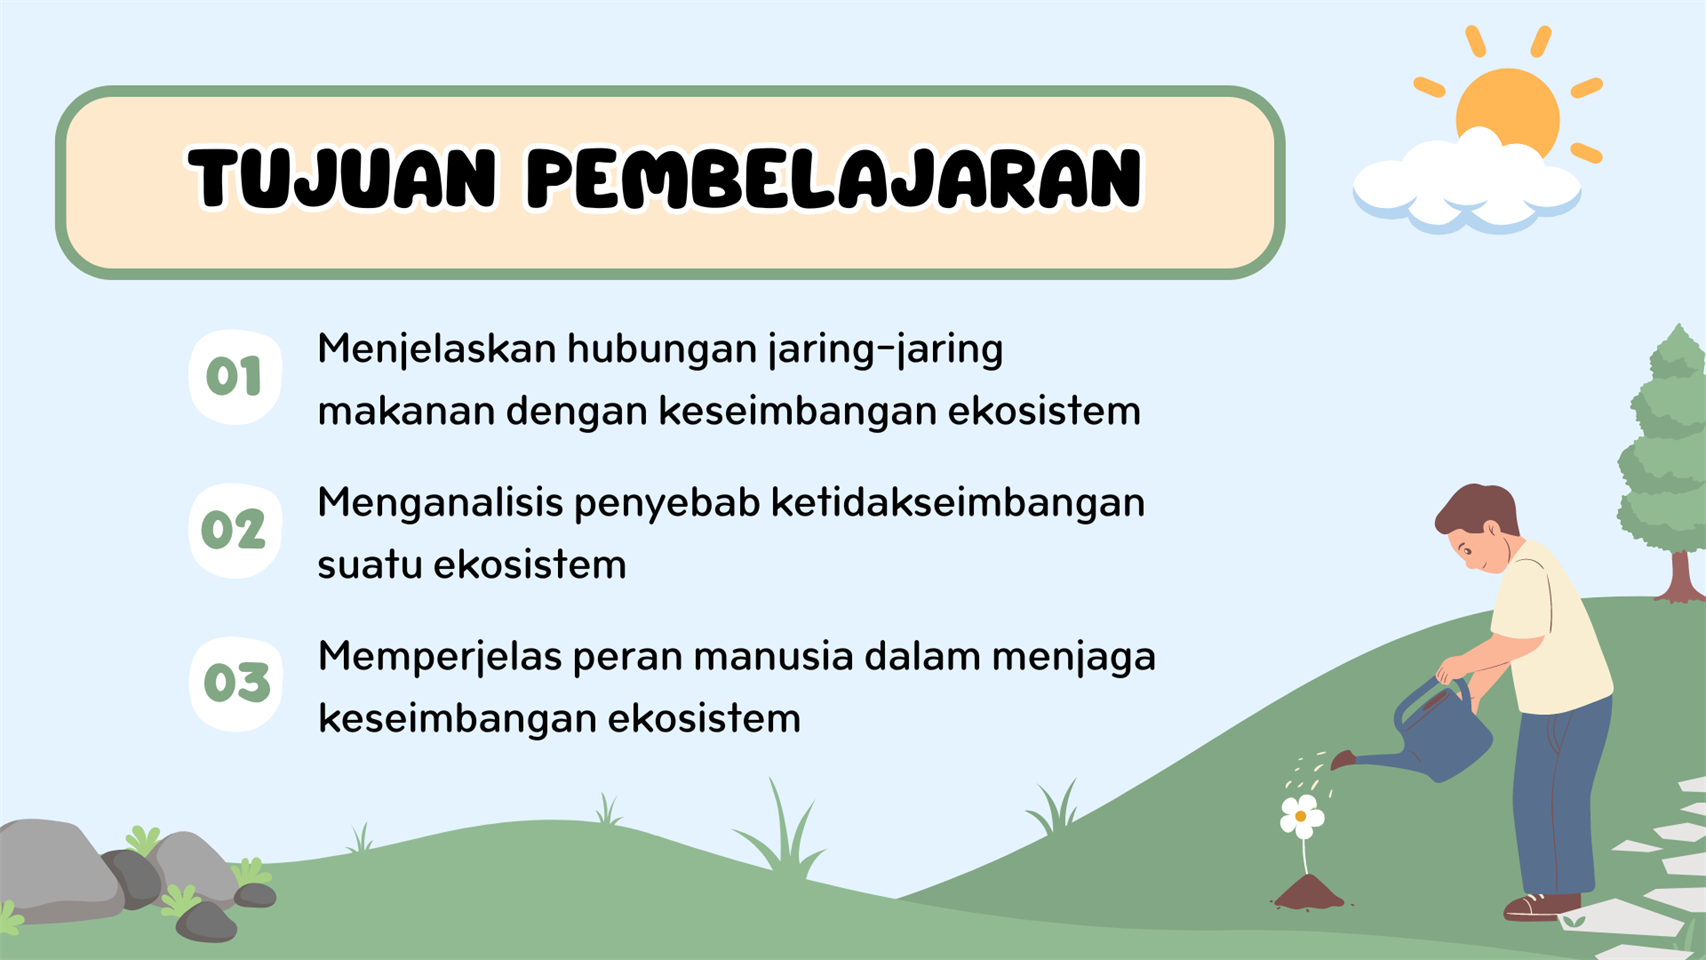 TUJUAN PEMBELAJARAN
01
Menjelaskan hubungan jaring-jaring
makanan dengan keseimbangan ekosistem
02
Menganalisis penyebab ketidakseimbangan
suatu ekosistem
03
Memperjelas peran manusia dalam menjaga
keseimbangan ekosistem